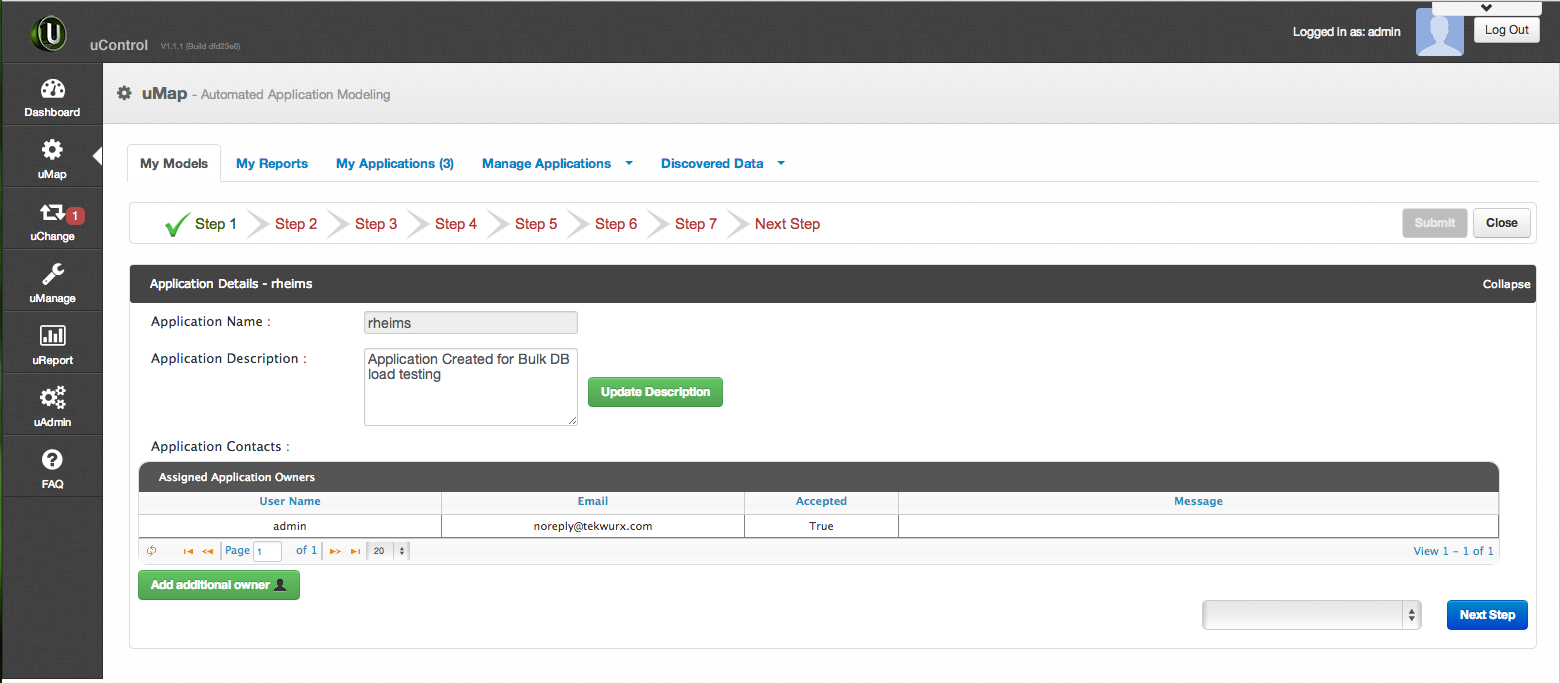 U
uControl V1.1.1 (Build dfd23e6)
Logged in as: admin
Log Out
Dashboard
uMap
1
uChange
uManage
uReport
uAdmin
? FAQ
uMap - Automated Application Modeling
My Models My Reports My Applications (3) Manage Applications Discovered Data
Step 1 Step 2 Step 3 Step 4 Step 5 Step 6 Step 7 Next Step Submit Close
Application Details - rheims Collapse
Application Name : rheims
Application Description : Application Created for Bulk DB
load testing
Update Description
Application Contacts :
Assigned Application Owners
User Name Email Accepted Message
admin noreply@tekwurx.com True
Page 1 of 1 20 View 1 - 1 of 1
Add additional owner
Next Step